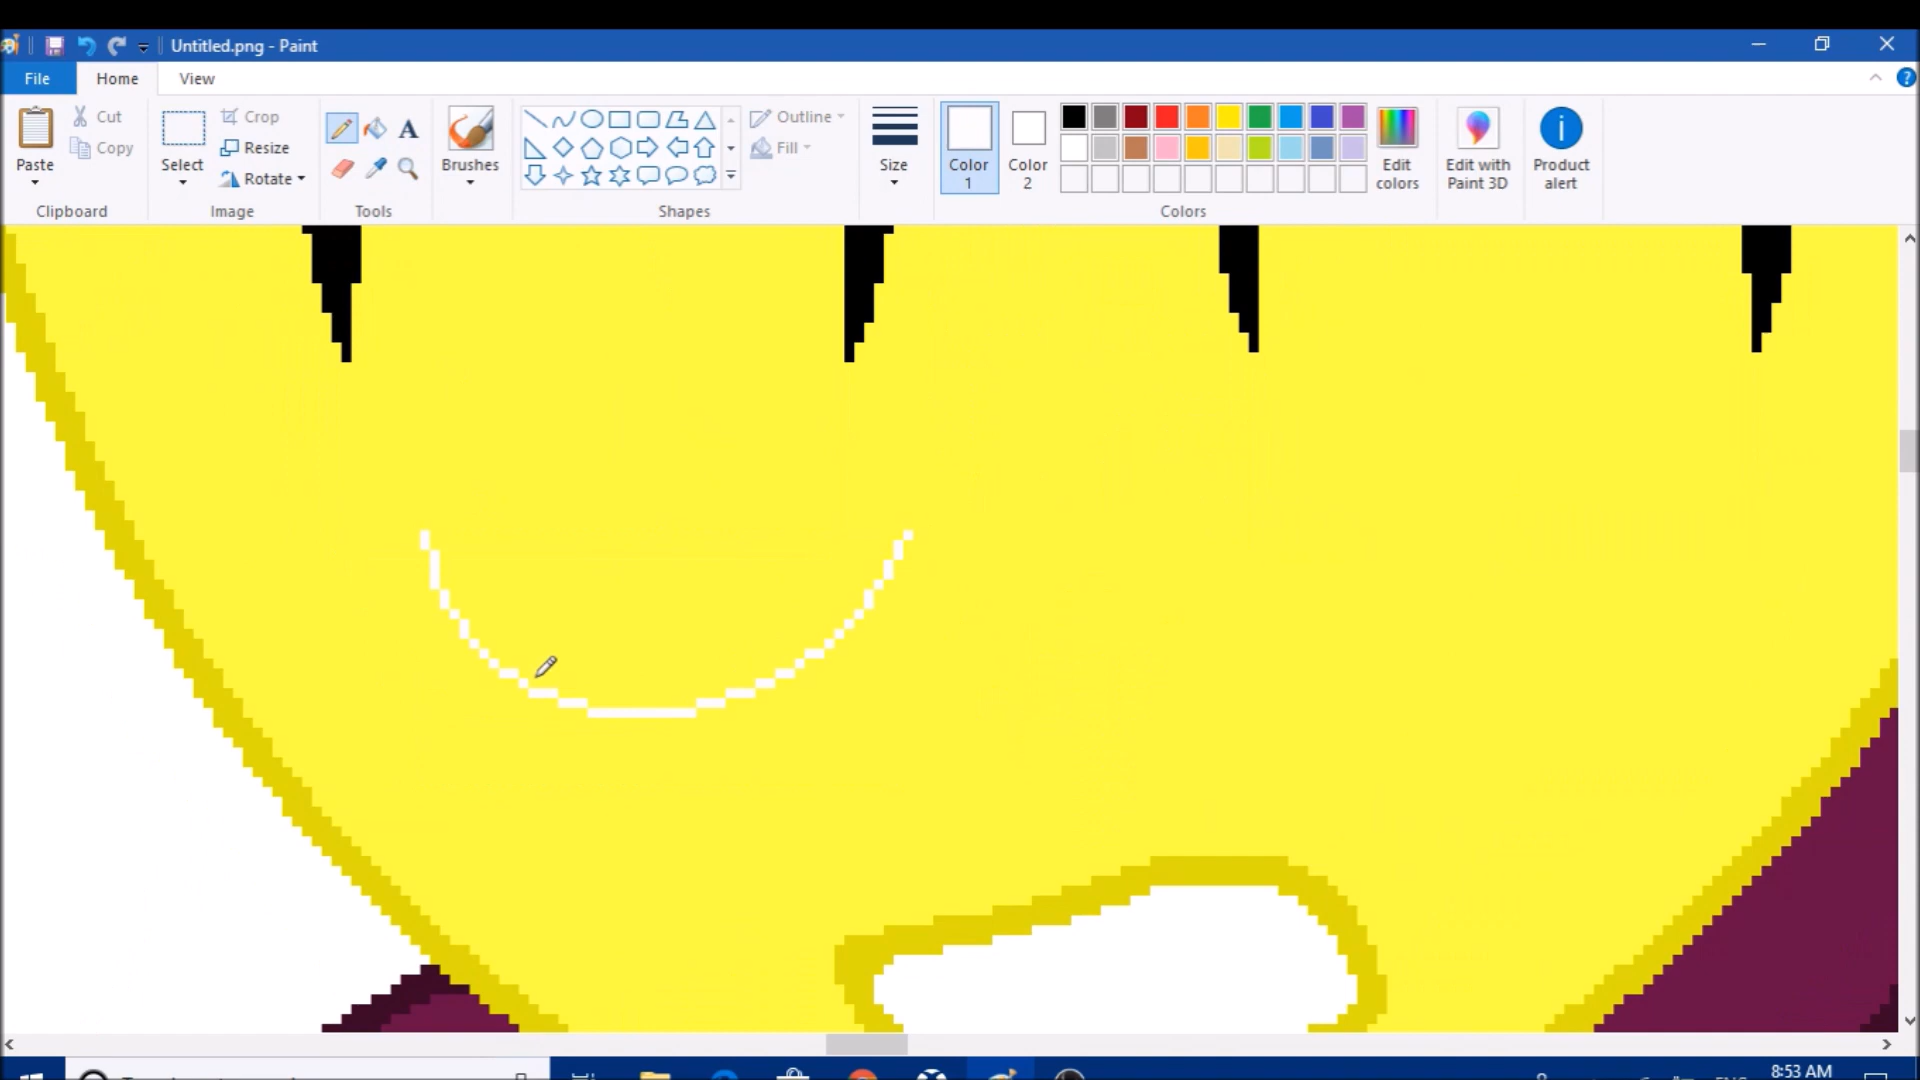 Untitled.png - Paint
File Home View
Paste
Cut
Copy
Clipboard
Select
Crop
Resize
Rotate
Image
A
Tools
Brushes
Outline
Fill
Shapes
Size
Color 1
Color 2
Edit colors
Edit with Paint 3D
Product alert
Colors
8:53 AM